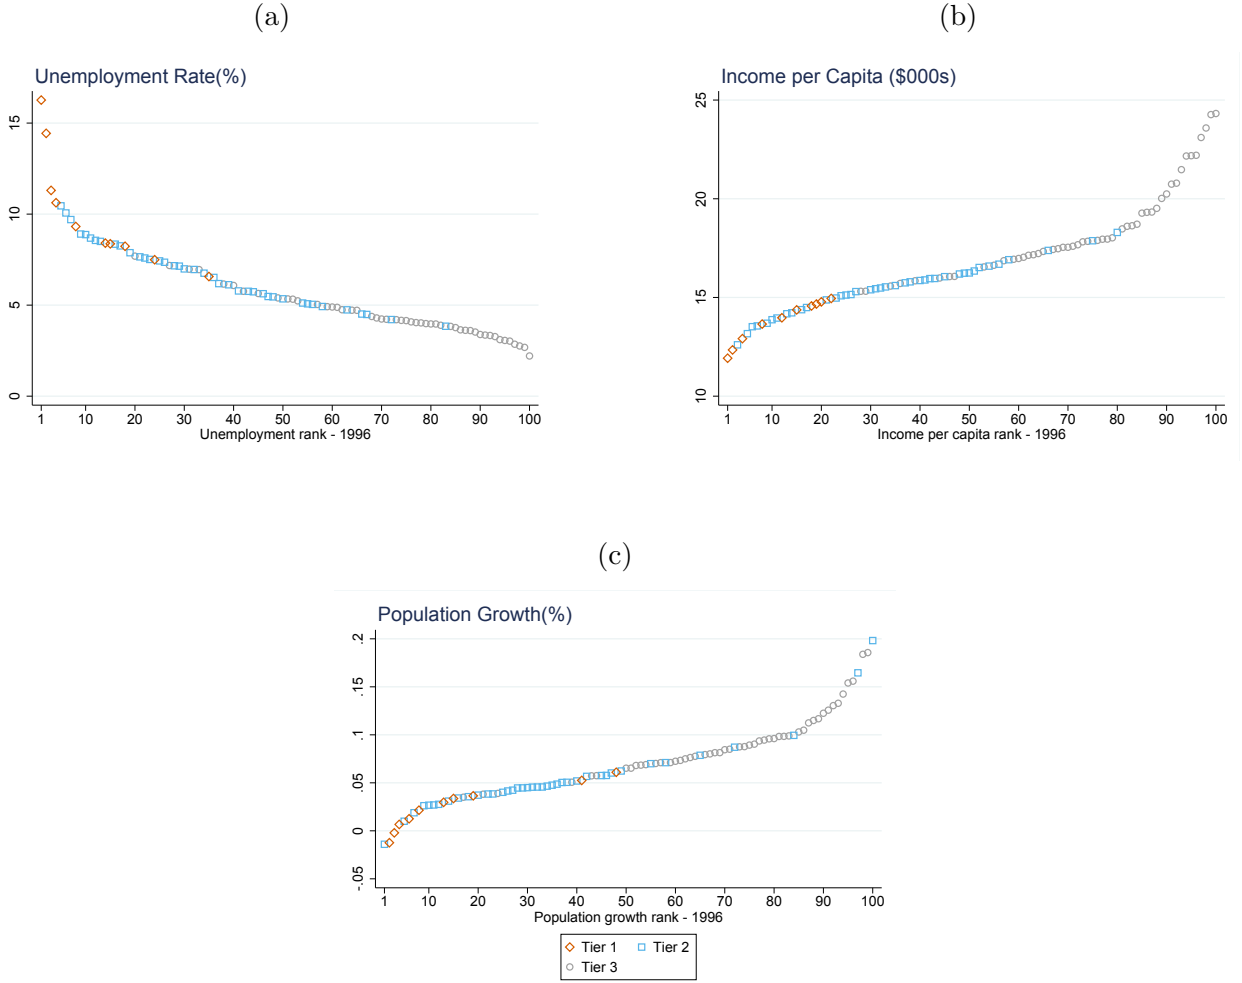 (a)
Unemployment Rate(%)
15
10
5
0
1 10 20 30 40 50 60 70 80 90 100
Unemployment rank - 1996
(b)
Income per Capita ($000s)
25
20
15
10
1 10 20 30 40 50 60 70 80 90 100
Income per capita rank - 1996
(c)
Population Growth(%)
.2
.15
.1
.05
0
-.05
1 10 20 30 40 50 60 70 80 90 100
Population growth rank - 1996
Tier 1 Tier 2
Tier 3